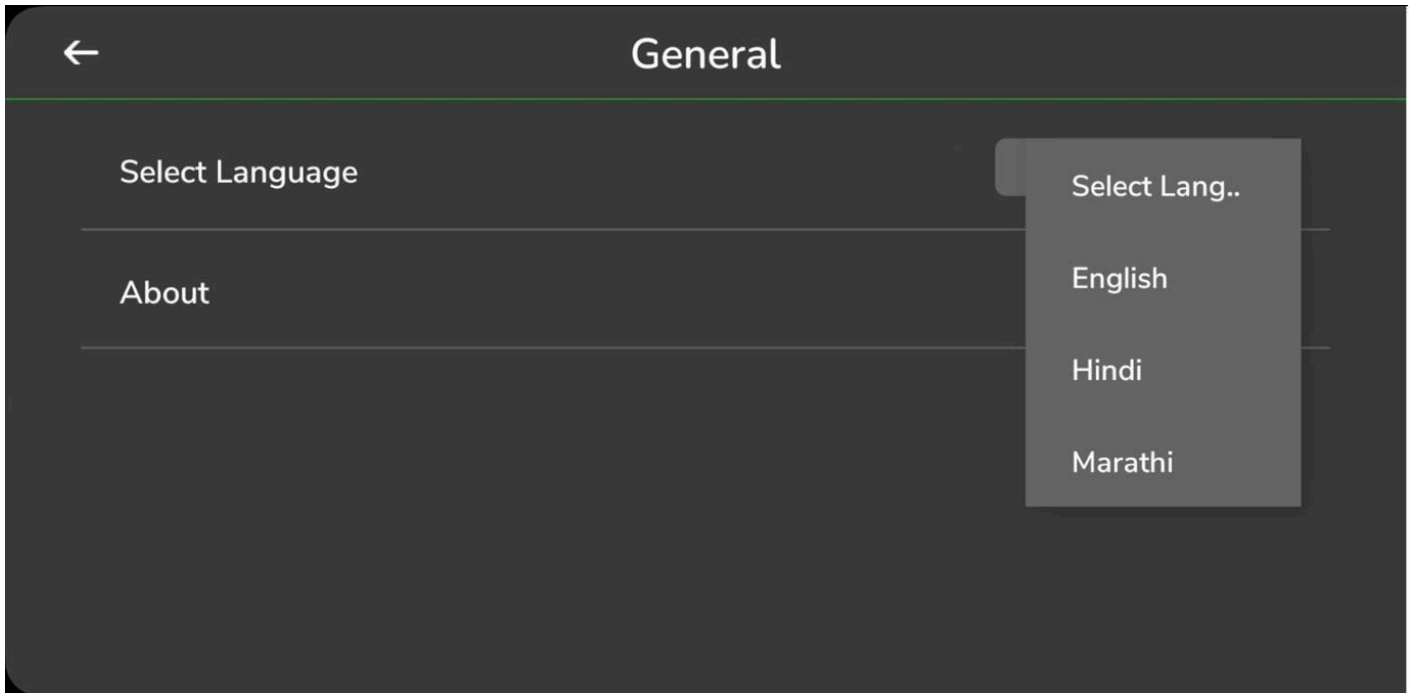 General
Select Language
Select Lang..
English
About
Hindi
Marathi